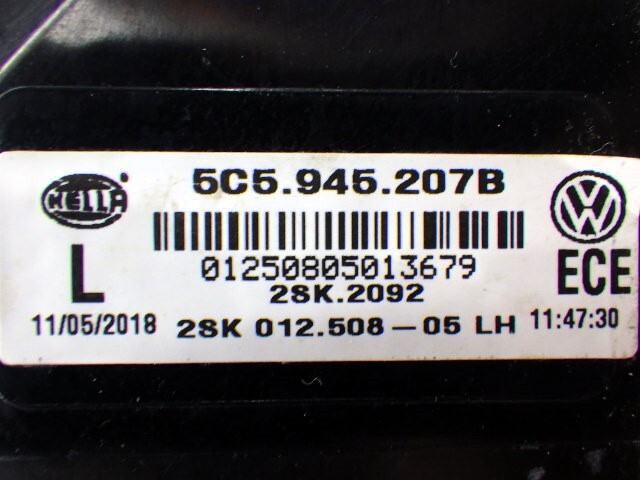 HELLA
5C5.945.207B
VW
01250805013679
L
ECE
2SK.2092
11/05/2018
2SK 012.508-05 LH
11:47:30